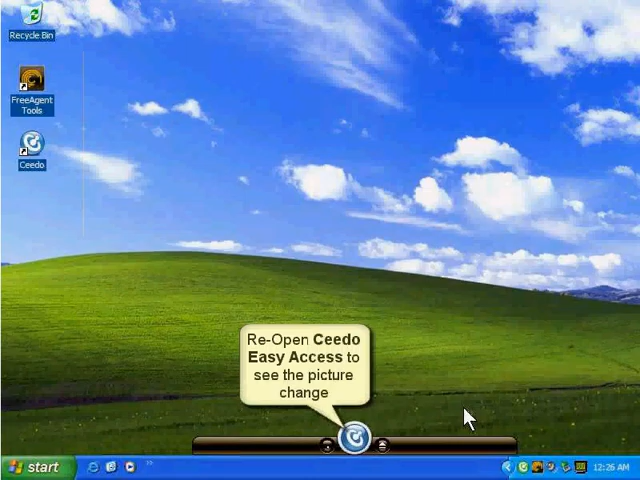 Recycle Bin
FreeAgent
Tools
Ceedo
Re-Open Ceedo
Easy Access to
see the picture
change
start
12:26 AM